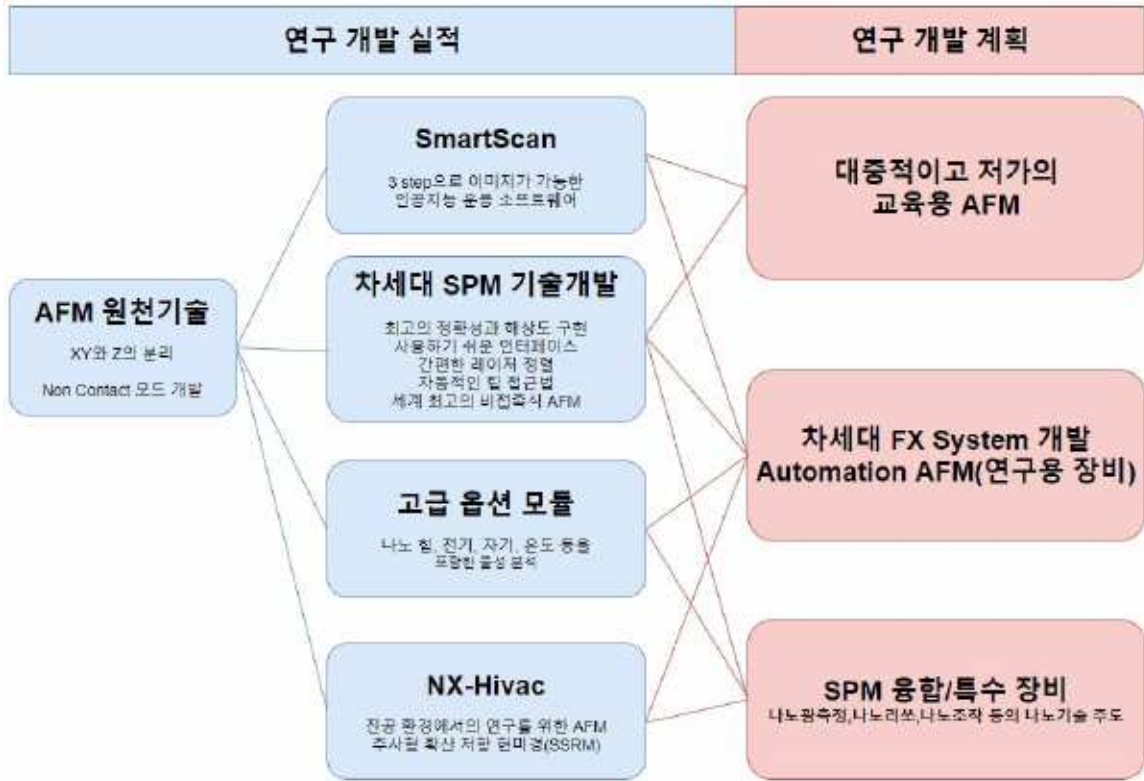 연구 개발 실적
연구 개발 계획
AFM 원천기술
XY와 Z의 분리
Non Contact 모드 개발
SmartScan
3 step으로 이미지가 가능한
인공지능 운용 소프트웨어
차세대 SPM 기술개발
최고의 정확성과 해상도 구현
사용하기 쉬운 인터페이스
간편한 레이저 정렬
자동적인 팁 접근법
세계 최고의 비접촉식 AFM
고급 옵션 모듈
나노 힘, 전기, 자기, 온도 등을
포함한 물성 분석
NX-Hivac
진공 환경에서의 연구를 위한 AFM
주사형 확산 저항 현미경(SSRM)
대중적이고 저가의
교육용 AFM
차세대 FX System 개발
Automation AFM(연구용 장비)
SPM 융합/특수 장비
나노광측정,나노리쏘,나노조작 등의 나노기술 주도